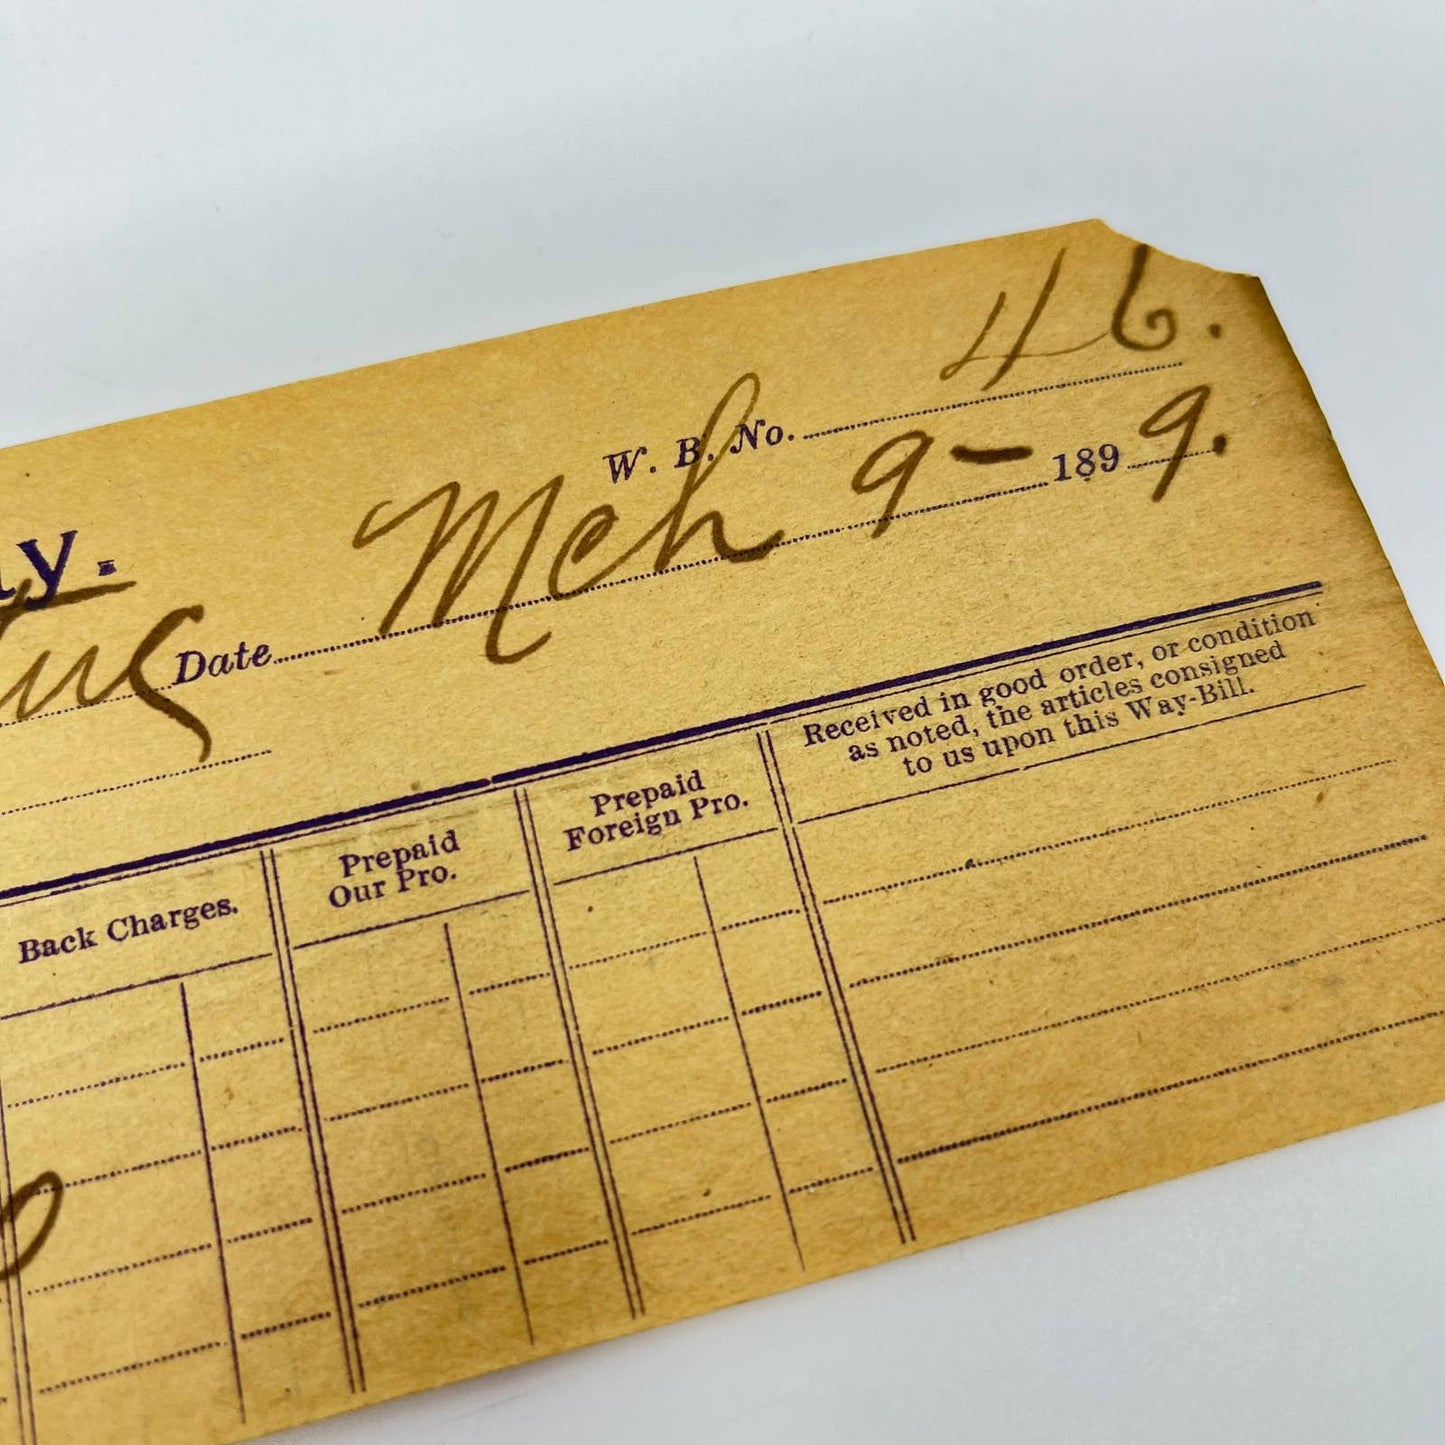 W. B. No. 46.
y.
Date Mch 9 - 1899.
Back Charges.
Prepaid
Our Pro.
Prepaid
Foreign Pro.
Received in good order, or condition
as noted, the articles consigned
to us upon this Way-Bill.